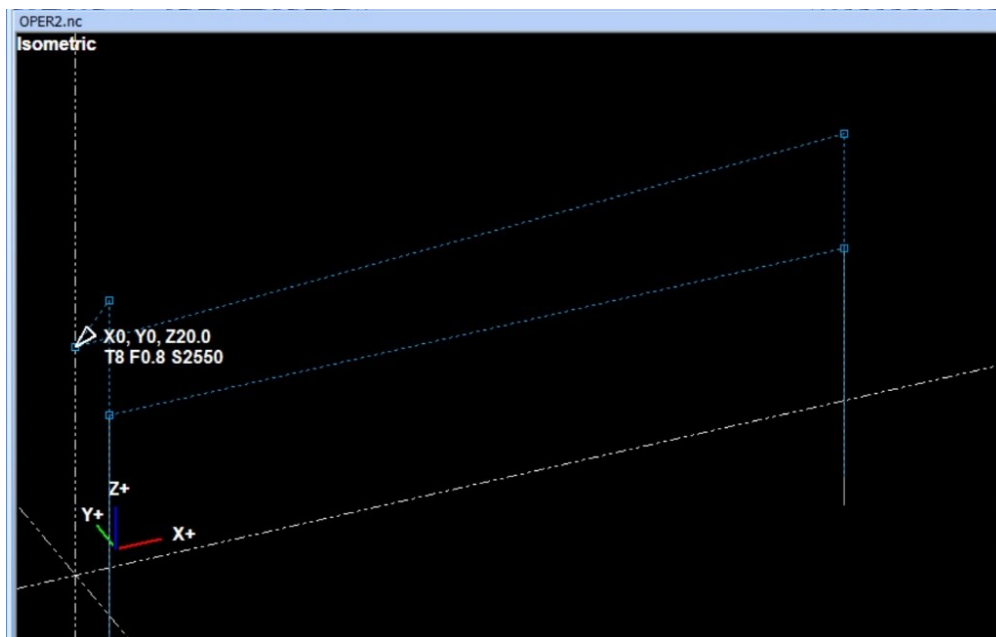 OPER2.nc
Isometric
X0, Y0, Z20.0
T8 F0.8 S2550
Z+
Y+
X+